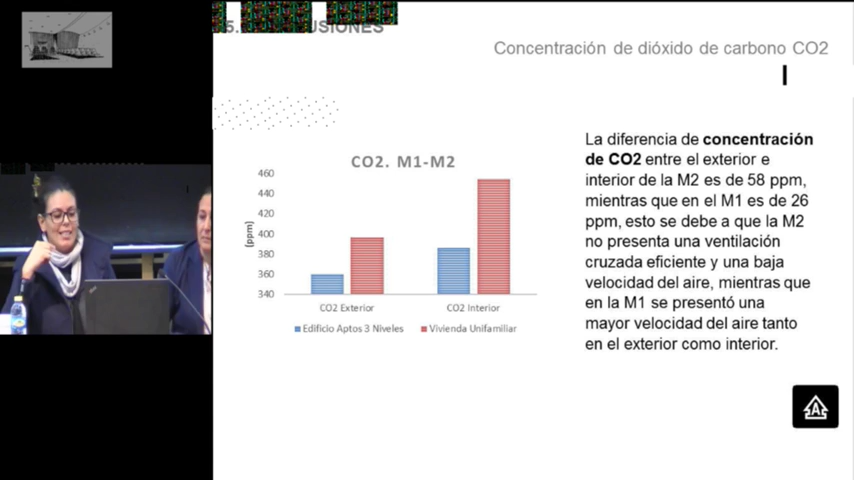 5.
USIONES
Concentración de dióxido de carbono CO2
La diferencia de concentración
de CO2 entre el exterior e
interior de la M2 es de 58 ppm,
mientras que en el M1 es de 26
ppm, esto se debe a que la M2
no presenta una ventilación
cruzada eficiente y una baja
velocidad del aire, mientras que
en la M1 se presentó una
mayor velocidad del aire tanto
en el exterior como interior.
CO2. M1-M2
(ppm)
460
440
420
400
380
360
340
CO2 Exterior
CO2 Interior
Edificio Aptos 3 Niveles
Vivienda Unifamiliar
A